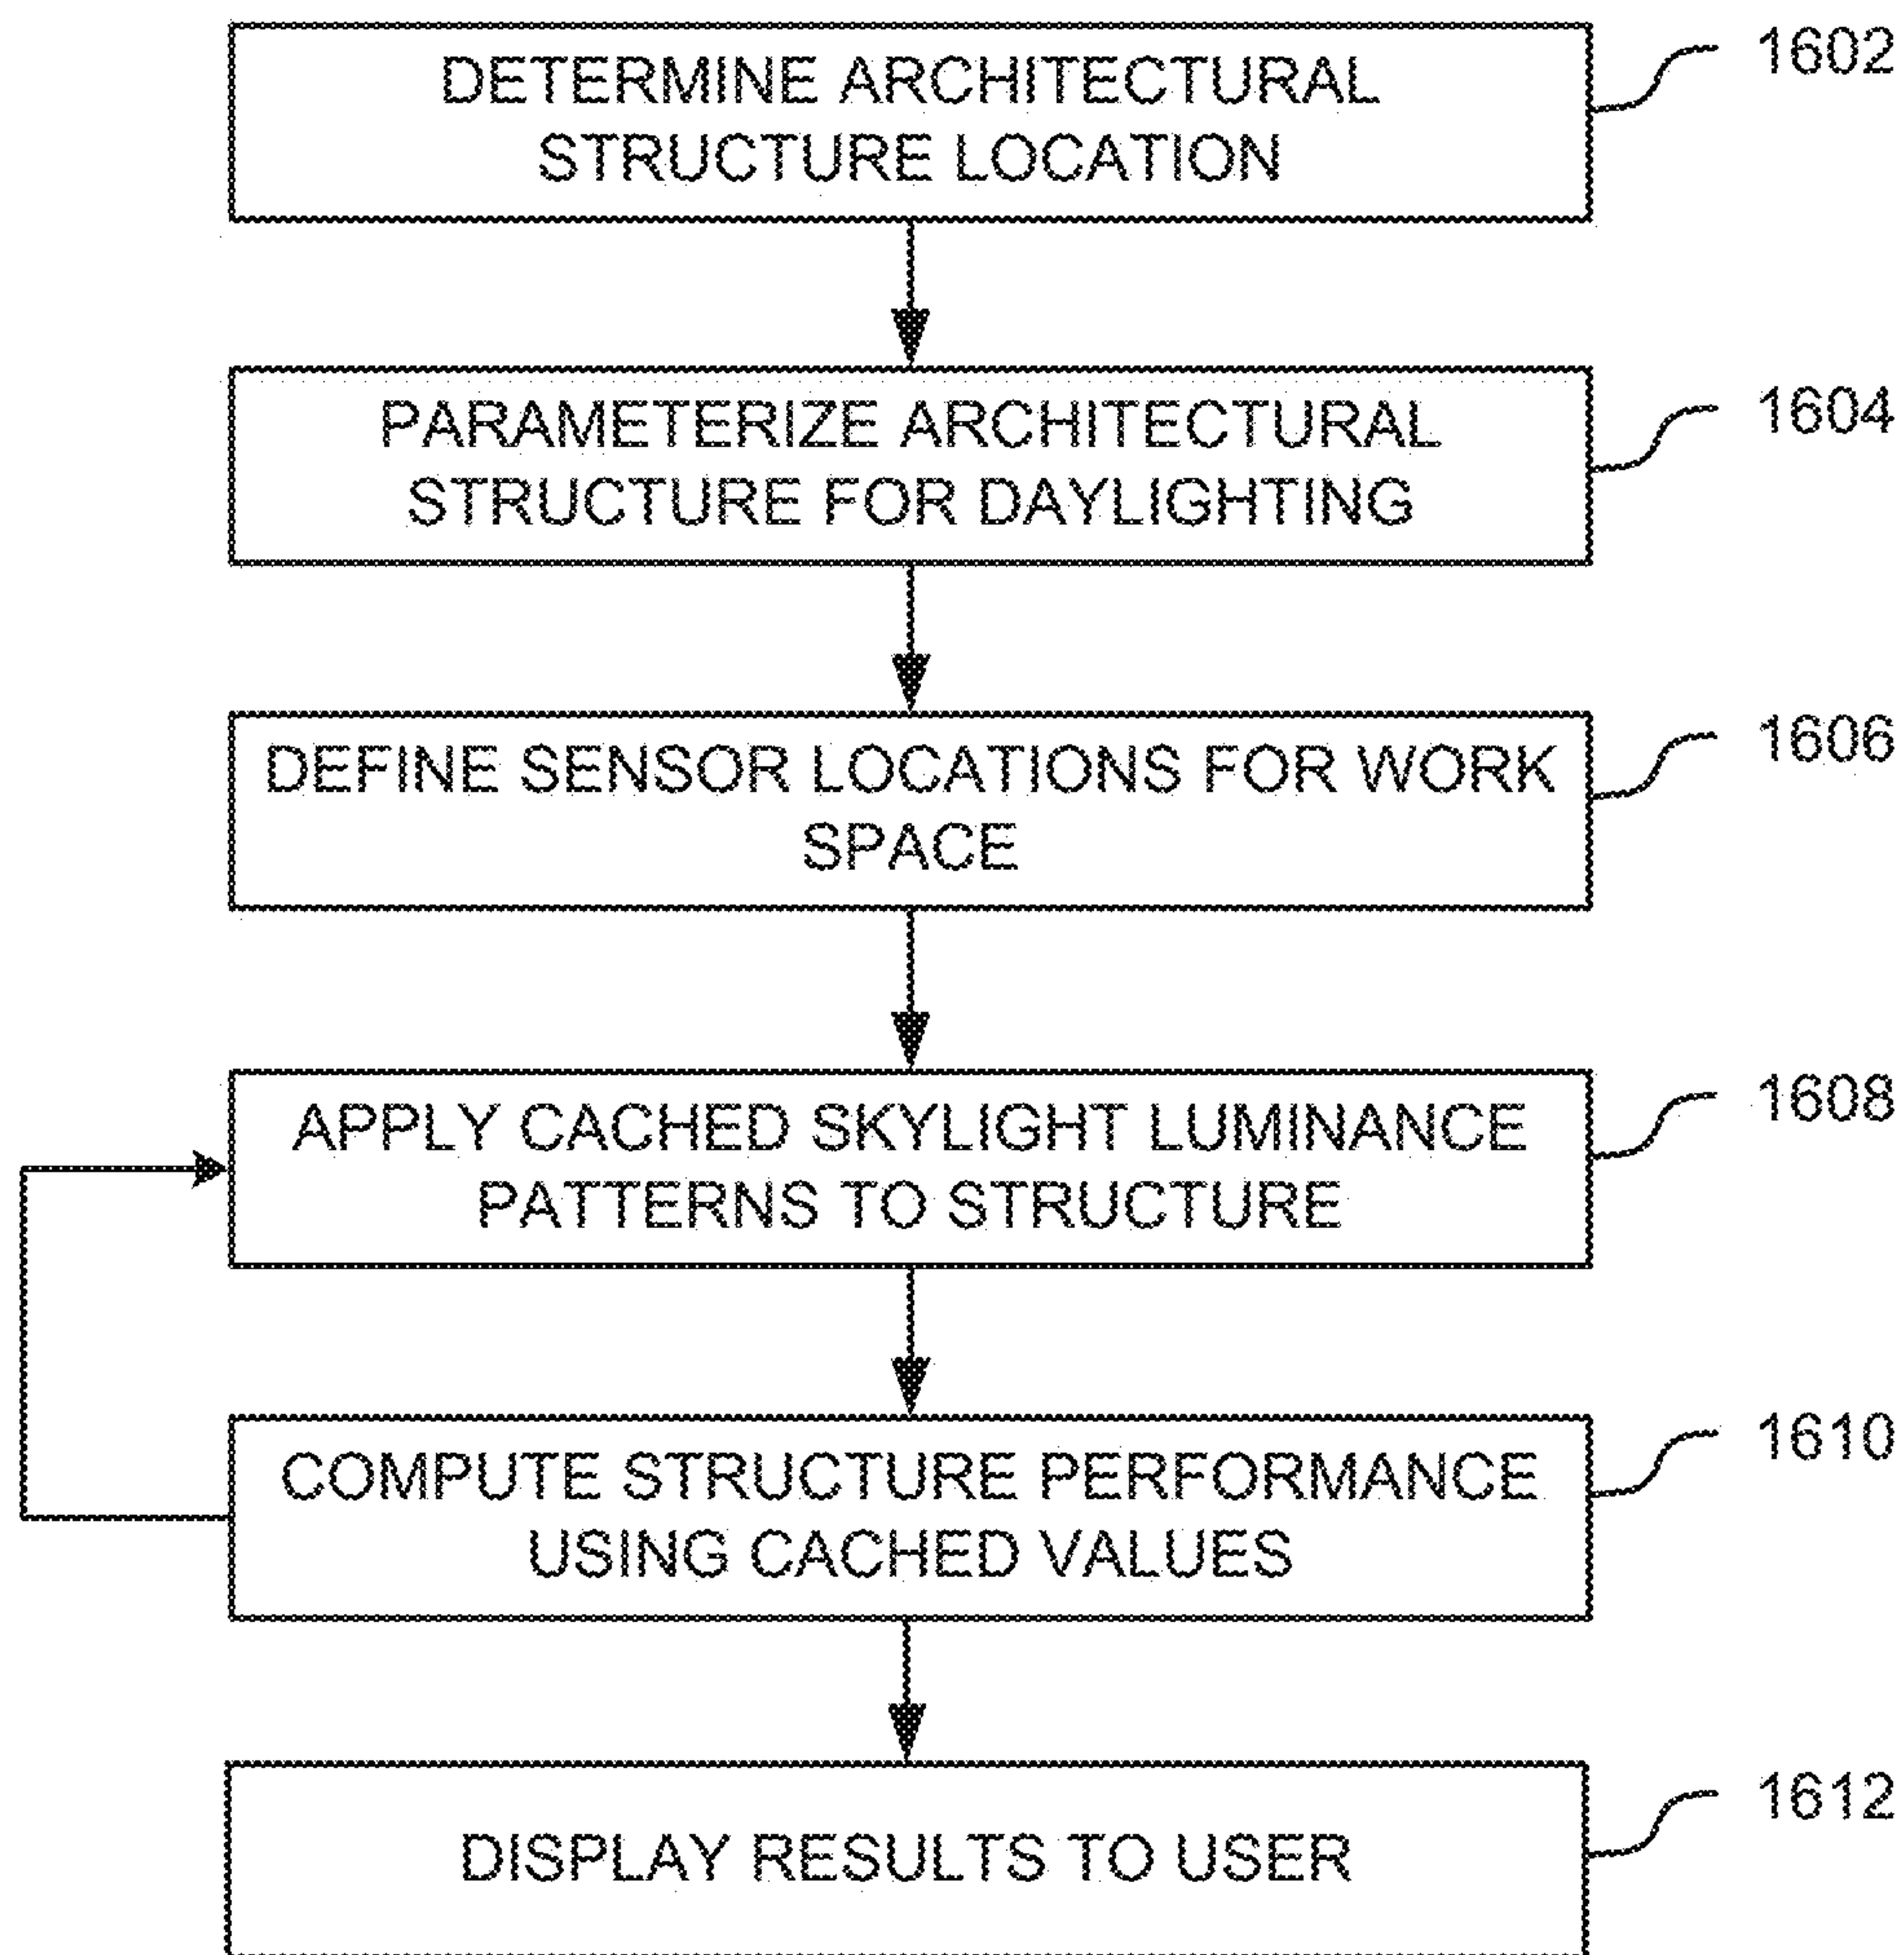 DETERMINE ARCHITECTURAL
STRUCTURE LOCATION
1602
PARAMETERIZE ARCHITECTURAL
STRUCTURE FOR DAYLIGHTING
1604
DEFINE SENSOR LOCATIONS FOR WORK
SPACE
1606
APPLY CACHED SKYLIGHT LUMINANCE
PATTERNS TO STRUCTURE
1608
COMPUTE STRUCTURE PERFORMANCE
USING CACHED VALUES
1610
DISPLAY RESULTS TO USER
1612